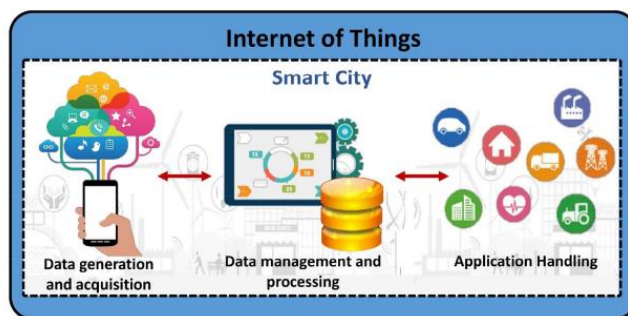 Internet of Things
Smart City
Data generation
and acquisition
Data management and
processing
Application Handling